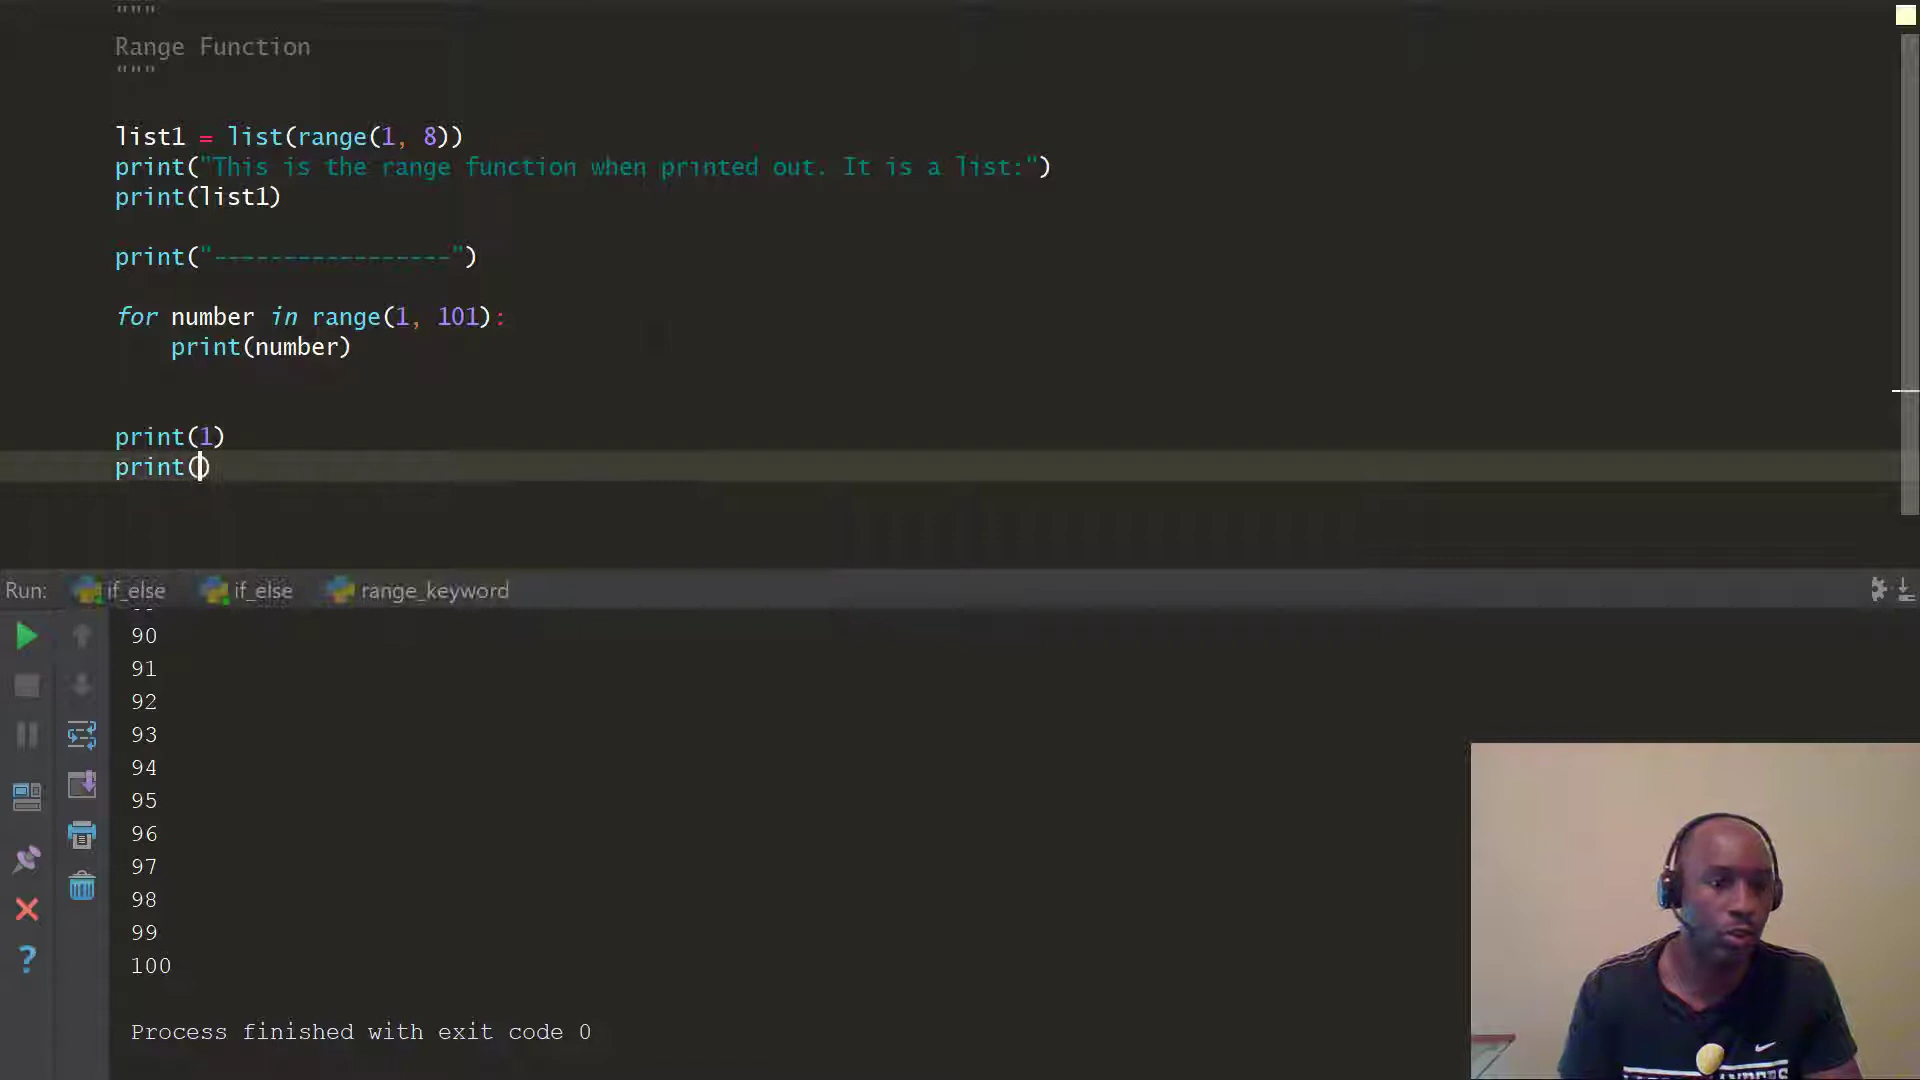 """
Range Function
"""
list1 = list(range(1, 8))
print("This is the range function when printed out. It is a list:")
print(list1)
print("-----------------")
for number in range(1, 101):
    print(number)
print(1)
print()
Run: if_else if_else range_keyword
90
91
92
93
94
95
96
97
98
99
100
Process finished with exit code 0
?